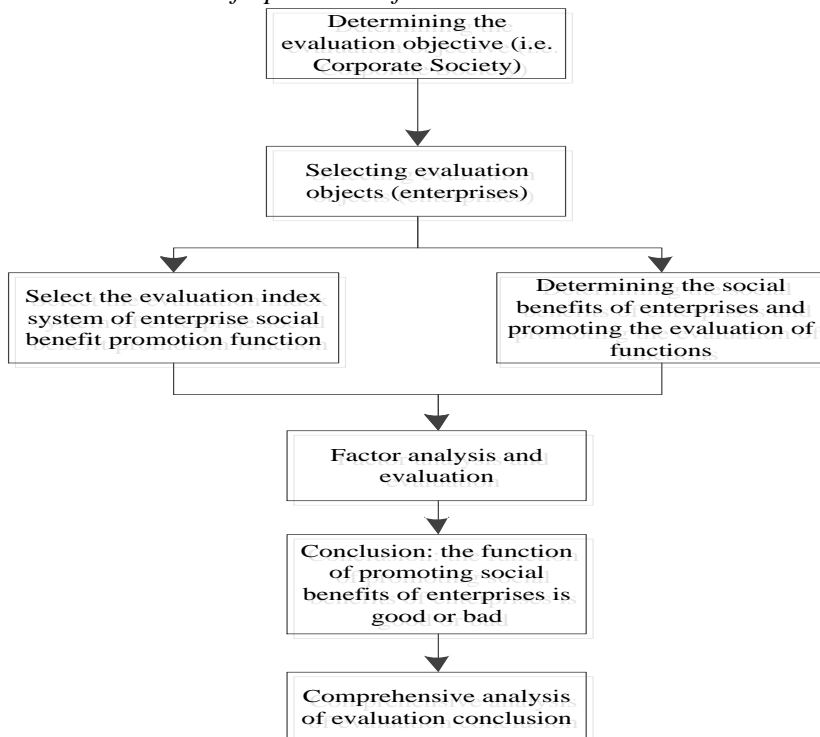 Determining the
evaluation objective (i.e.
Corporate Society)
Selecting evaluation
objects (enterprises)
Select the evaluation index
system of enterprise social
benefit promotion function
Determining the social
benefits of enterprises and
promoting the evaluation of
functions
Factor analysis and
evaluation
Conclusion: the function
of promoting social
benefits of enterprises is
good or bad
Comprehensive analysis
of evaluation conclusion